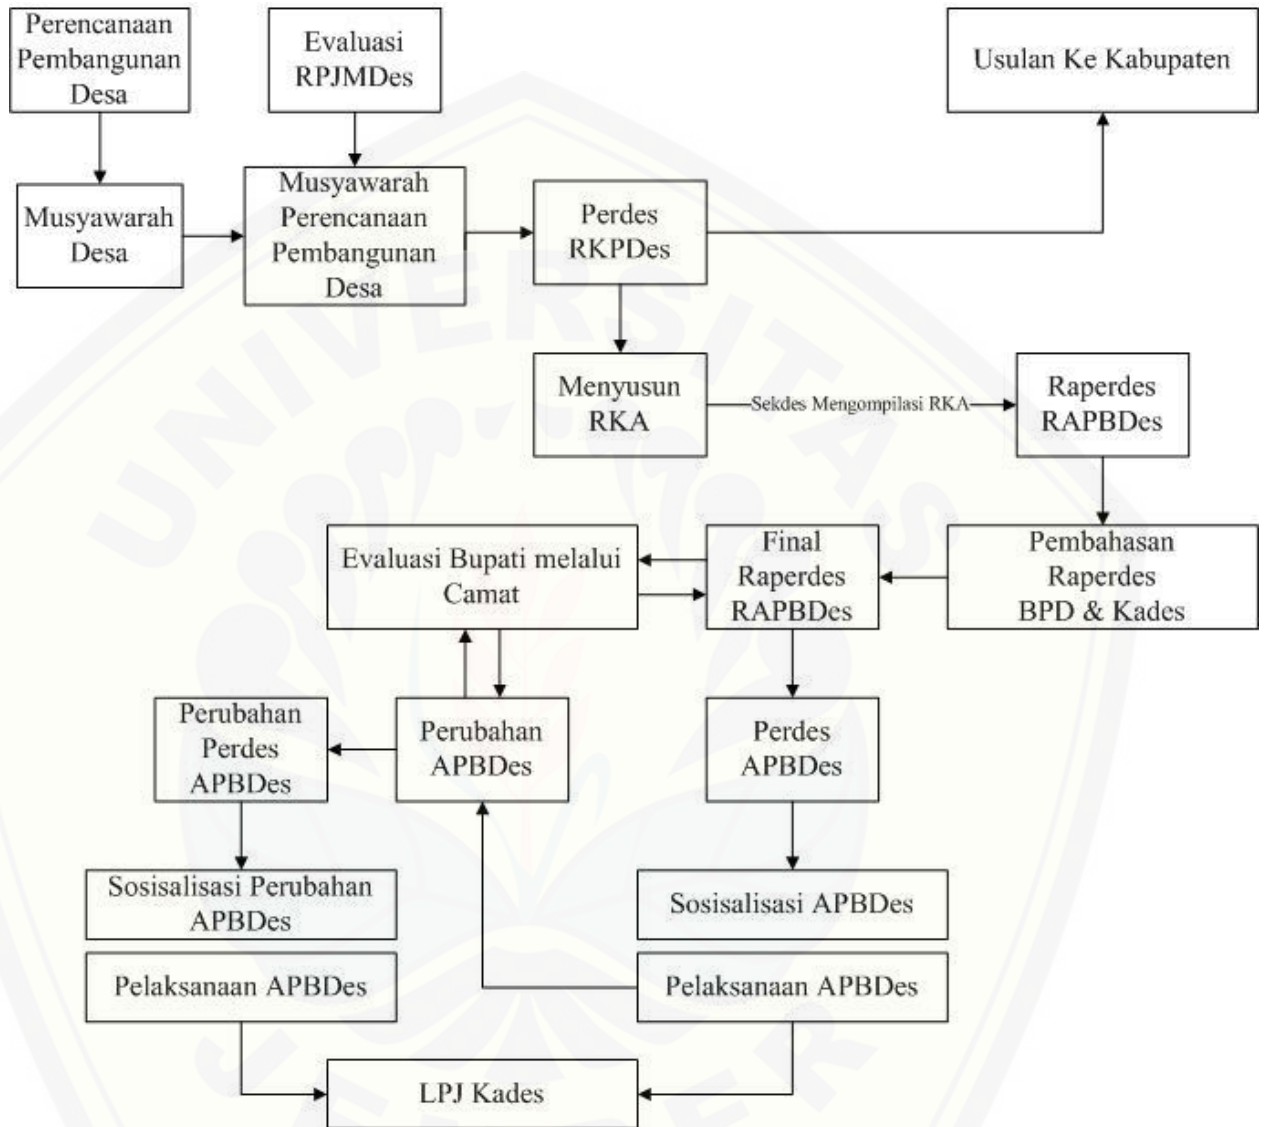 Perencanaan
Pembangunan
Desa
Evaluasi
RPJMDes
Usulan Ke Kabupaten
Musyawarah
Desa
Musyawarah
Perencanaan
Pembangunan
Desa
Perdes
RKPDes
Menyusun
RKA
Sekdes Mengompilasi RKA
Raperdes
RAPBDes
Evaluasi Bupati melalui
Camat
Final
Raperdes
RAPBDes
Pembahasan
Raperdes
BPD & Kades
Perubahan
Perdes
APBDes
Perubahan
APBDes
Perdes
APBDes
Sosisalisasi Perubahan
APBDes
Sosisalisasi APBDes
Pelaksanaan APBDes
Pelaksanaan APBDes
LPJ Kades
UNIVERSITAS
JEMBER